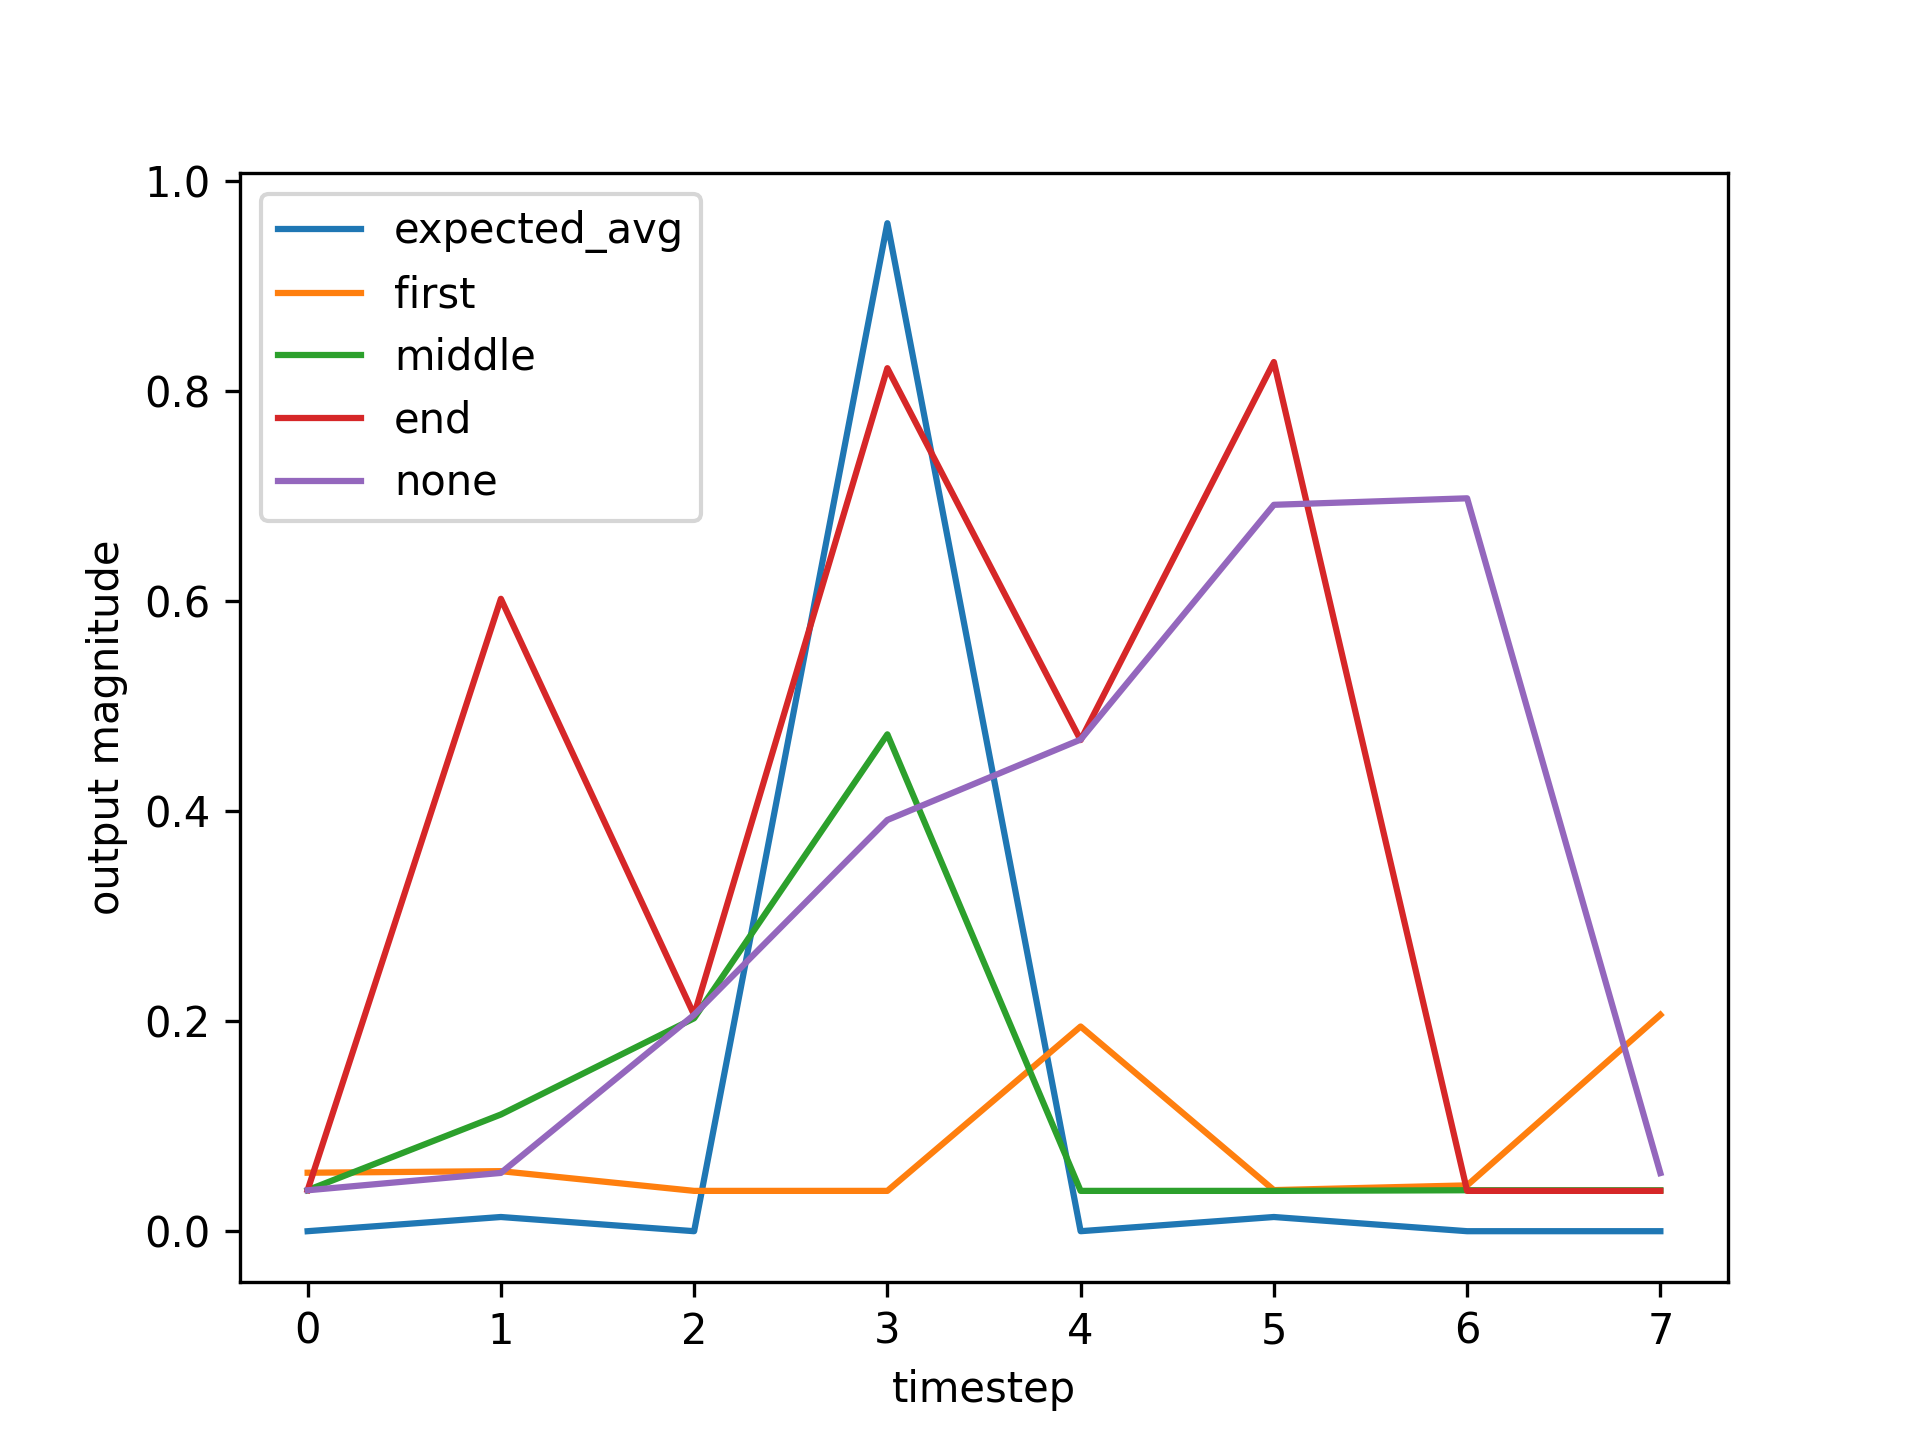 expected_avg
first
middle
end
none
1.0
0.8
0.6
0.4
0.2
0.0
output magnitude
0 1 2 3 4 5 6 7
timestep